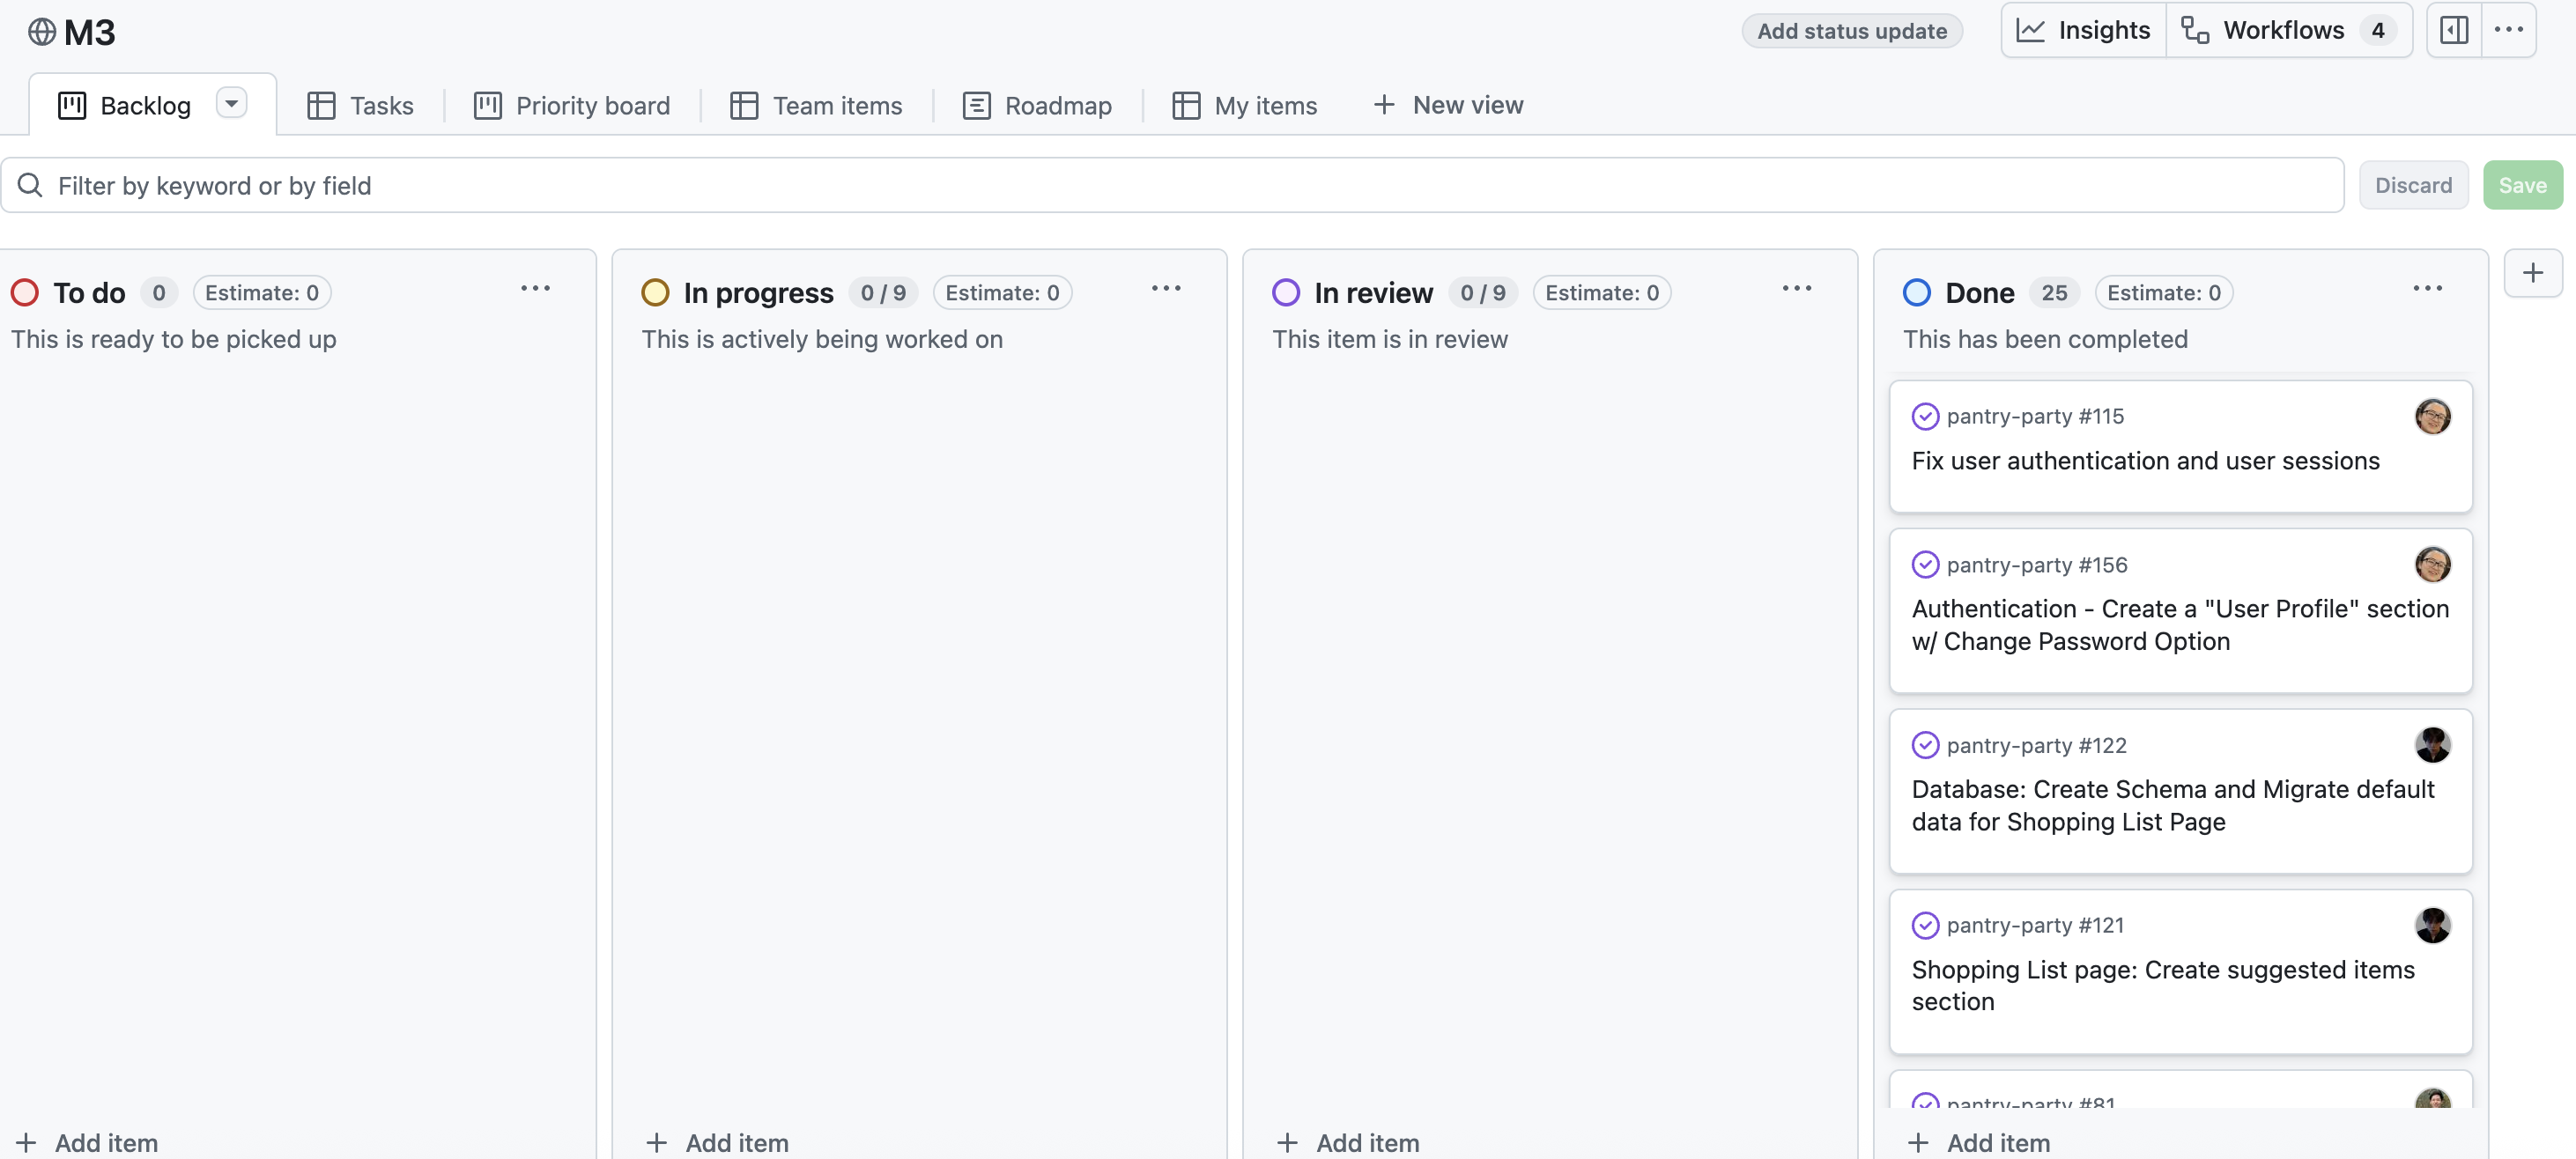 M3
Add status update
Insights
Workflows 4
Backlog
Tasks
Priority board
Team items
Roadmap
My items
New view
Filter by keyword or by field
Discard
Save
To do 0 Estimate: 0
This is ready to be picked up
Add item
In progress 0 / 9 Estimate: 0
This is actively being worked on
Add item
In review 0 / 9 Estimate: 0
This item is in review
Add item
Done 25 Estimate: 0
This has been completed
pantry-party #115
Fix user authentication and user sessions
pantry-party #156
Authentication - Create a "User Profile" section
w/ Change Password Option
pantry-party #122
Database: Create Schema and Migrate default
data for Shopping List Page
pantry-party #121
Shopping List page: Create suggested items
section
pantry-party #81
Add item